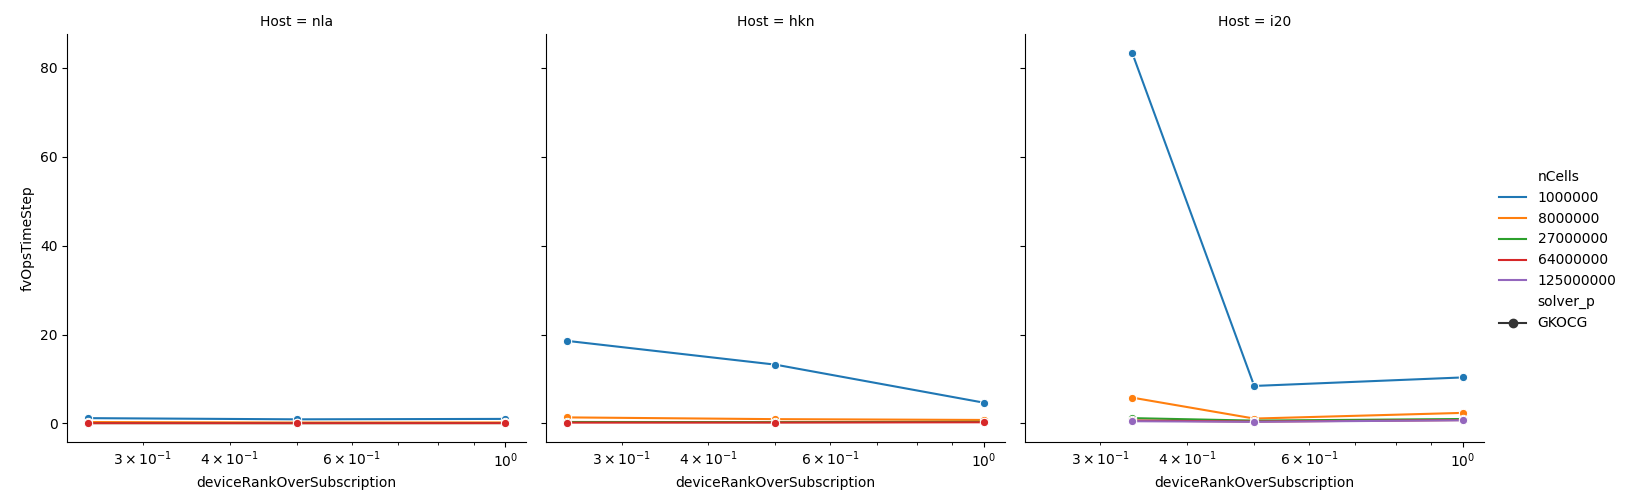 Host = nla
Host = hkn
Host = i20
80
60
40
20
0
fvOpsTimeStep
3 × 10⁻¹
4 × 10⁻¹
6 × 10⁻¹
10⁰
deviceRankOverSubscription
3 × 10⁻¹
4 × 10⁻¹
6 × 10⁻¹
10⁰
deviceRankOverSubscription
3 × 10⁻¹
4 × 10⁻¹
6 × 10⁻¹
10⁰
deviceRankOverSubscription
nCells
1000000
8000000
27000000
64000000
125000000
solver_p
GKOCG